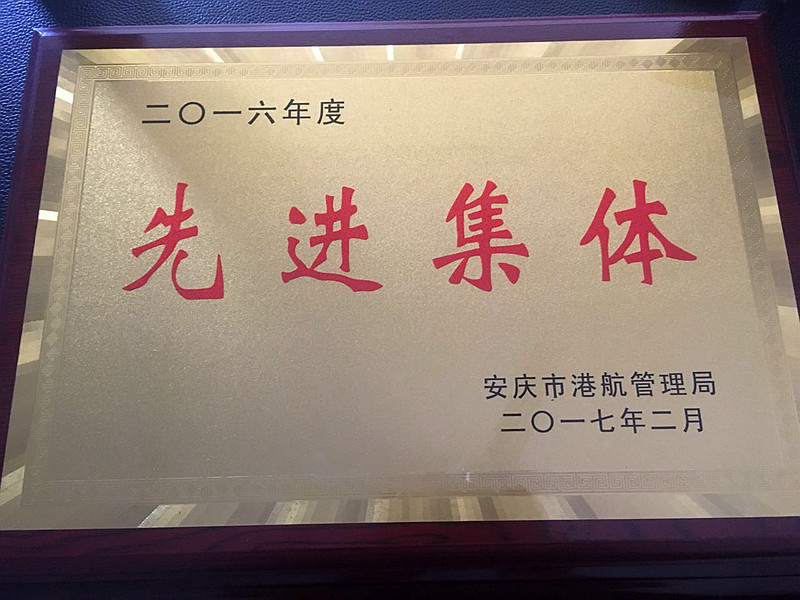 二〇一六年度
先进集体
安庆市港航管理局
二〇一七年二月